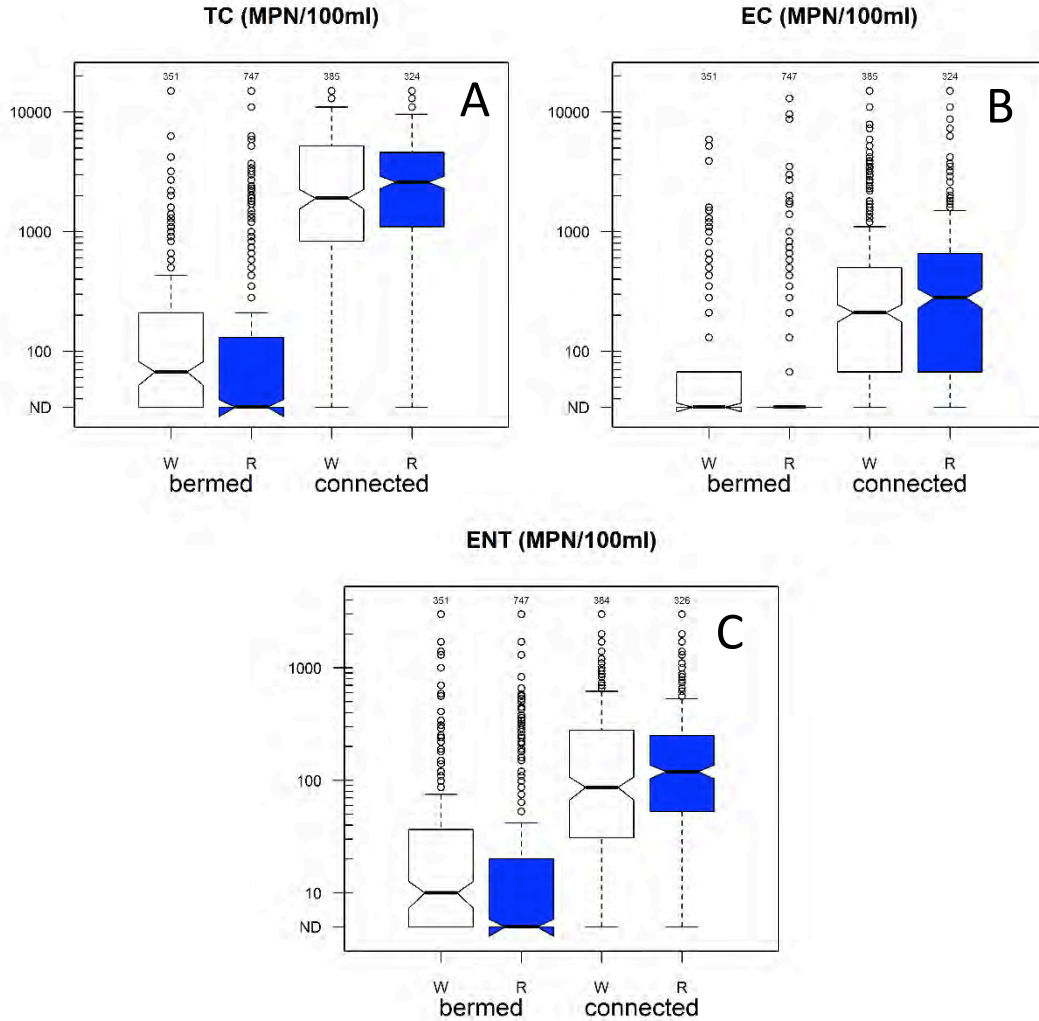 TC (MPN/100ml)
351 747 385 324
A
10000
1000
100
ND
W R W R
bermed connected
EC (MPN/100ml)
351 747 385 324
B
10000
1000
100
ND
W R W R
bermed connected
ENT (MPN/100ml)
351 747 384 326
C
1000
100
10
ND
W R W R
bermed connected